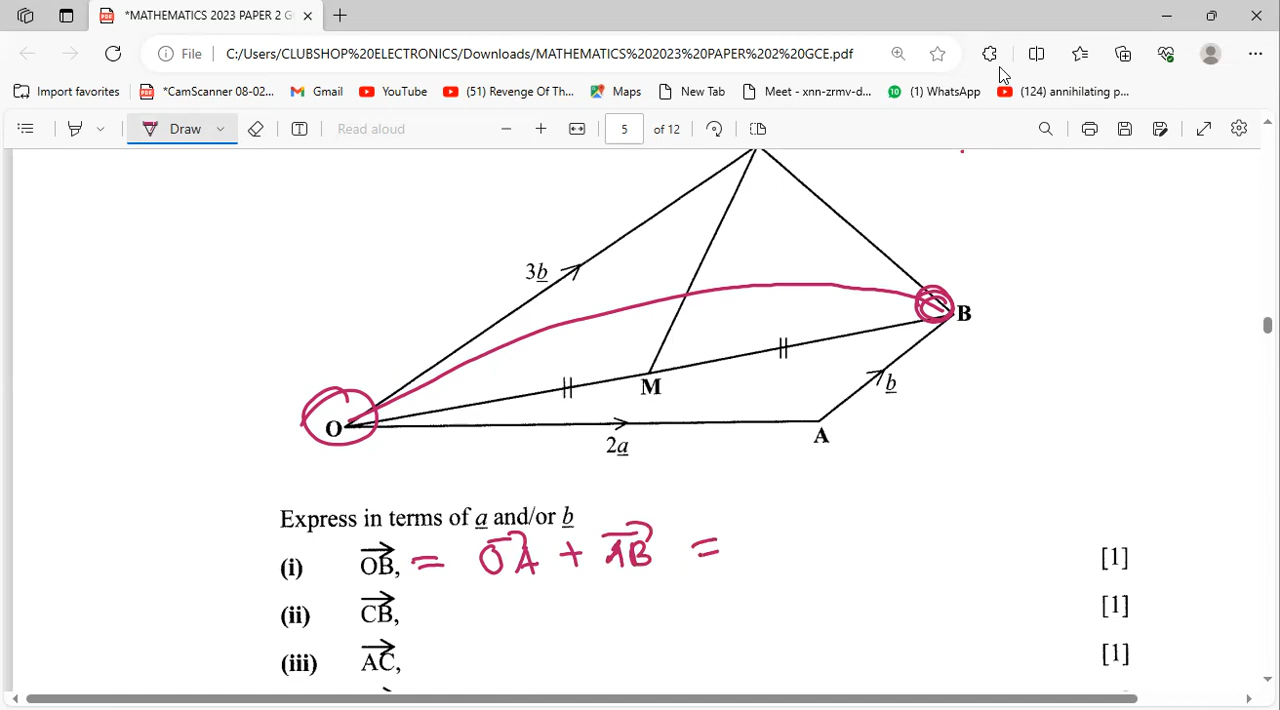 *MATHEMATICS 2023 PAPER 2 G
File C:/Users/CLUBSHOP%20ELECTRONICS/Downloads/MATHEMATICS%202023%20PAPER%202%20GCE.pdf
Import favorites *CamScanner 08-02... Gmail YouTube (51) Revenge Of Th... Maps New Tab Meet - xnn-zrmv-d... 10 (1) WhatsApp (124) annihilating p...
Draw Read aloud 5 of 12
3b
B
M
b
O
A
2a
Express in terms of a and/or b
(i) OB, = OA + AB = [1]
(ii) CB, [1]
(iii) AC, [1]